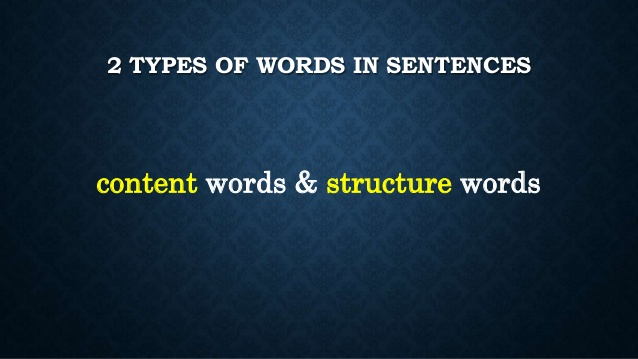 2 TYPES OF WORDS IN SENTENCES
content words & structure words